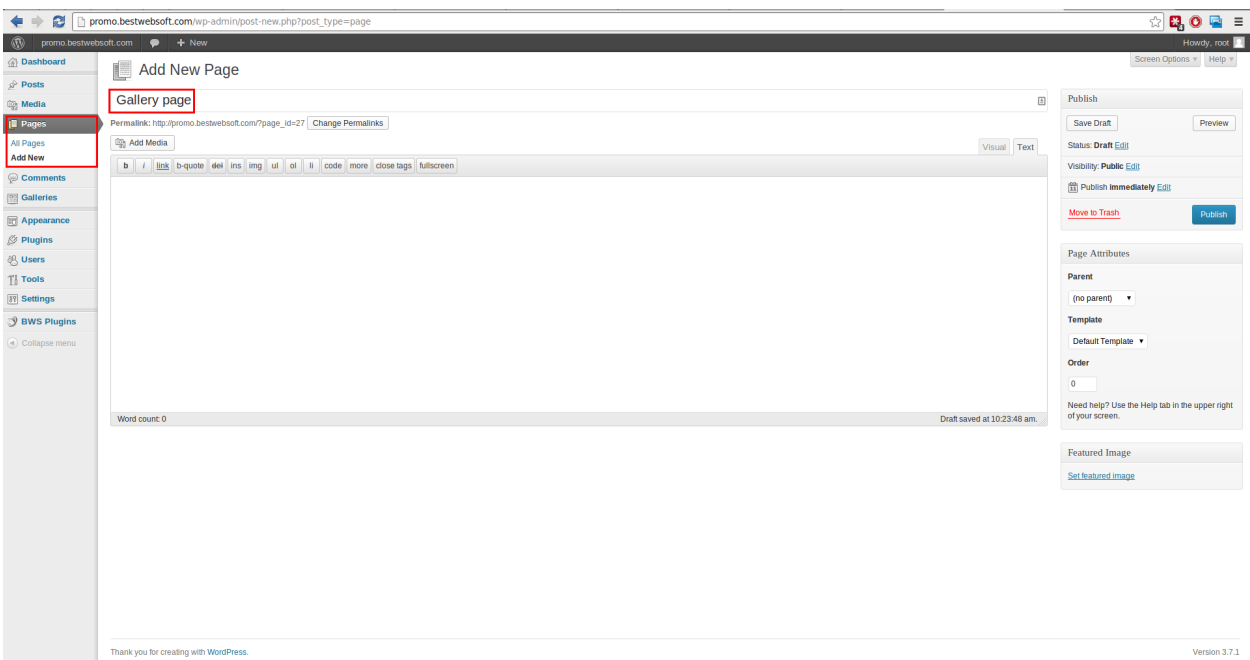 promo.bestwebsoft.com/wp-admin/post-new.php?post_type=page
promo.bestwebsoft.com + New Howdy, root
Screen Options Help
Dashboard
Posts
Media
Pages
All Pages
Add New
Comments
Galleries
Appearance
Plugins
Users
Tools
Settings
BWS Plugins
Collapse menu
Add New Page
Gallery page
Permalink: http://promo.bestwebsoft.com/?page_id=27 Change Permalinks
Add Media
Visual Text
b i link b-quote del ins img ul ol li code more close tags fullscreen
Word count: 0 Draft saved at 10:23:48 am.
Publish
Save Draft Preview
Status: Draft Edit
Visibility: Public Edit
Publish immediately Edit
Move to Trash Publish
Page Attributes
Parent
(no parent)
Template
Default Template
Order
0
Need help? Use the Help tab in the upper right
of your screen.
Featured Image
Set featured image
Thank you for creating with WordPress. Version 3.7.1